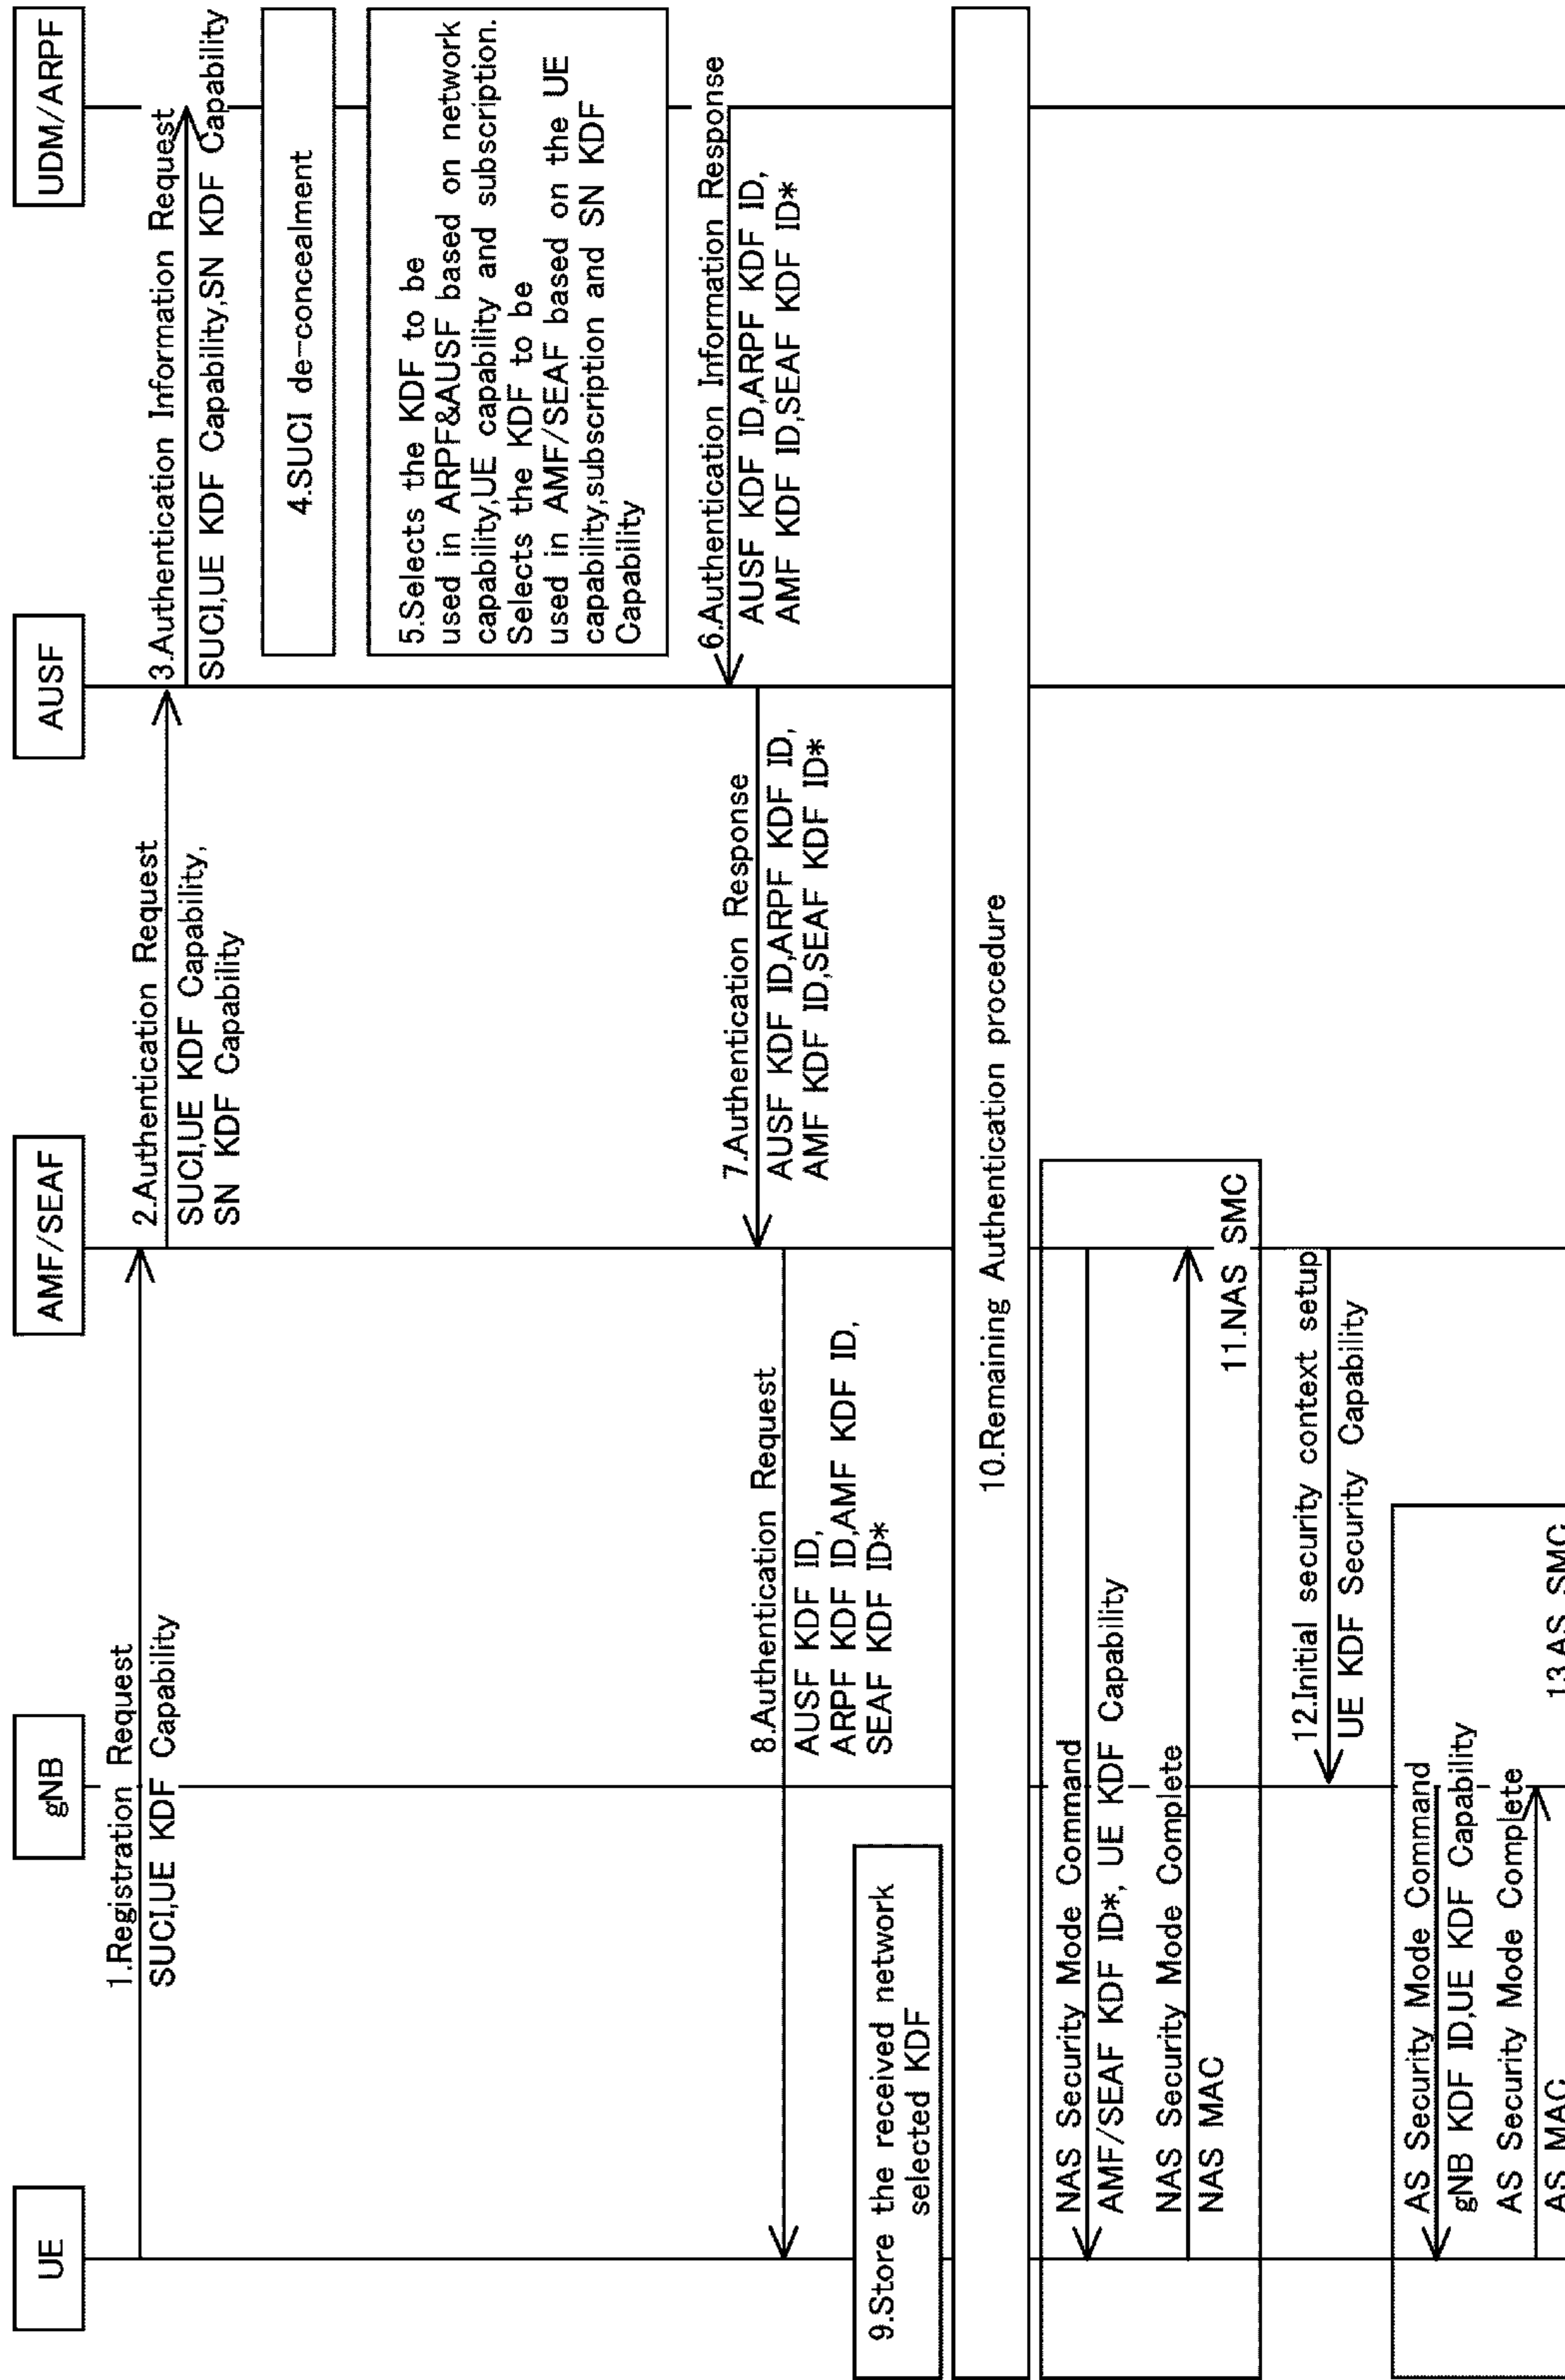 UE
gNB
AMF/SEAF
AUSF
UDM/ARPF
1.Registration Request
SUCI,UE KDF Capability
2.Authentication Request
SUCI,UE KDF Capability,
SN KDF Capability
3.Authentication Information Request
SUCI,UE KDF Capability,SN KDF Capability
4.SUCI de-concealment
5.Selects the KDF to be
used in ARPF&AUSF based on network
capability,UE capability and subscription.
Selects the KDF to be
used in AMF/SEAF based on the UE
capability,subscription and SN KDF
Capability
6.Authentication Information Response
AUSF KDF ID,ARPF KDF ID,
AMF KDF ID,SEAF KDF ID*
7.Authentication Response
AUSF KDF ID,ARPF KDF ID,
AMF KDF ID,SEAF KDF ID*
8.Authentication Request
AUSF KDF ID,
ARPF KDF ID,AMF KDF ID,
SEAF KDF ID*
9.Store the received network
selected KDF
10.Remaining Authentication procedure
NAS Security Mode Command
AMF/SEAF KDF ID*, UE KDF Capability
NAS Security Mode Complete
NAS MAC
11.NAS SMC
12.Initial security context setup
UE KDF Security Capability
AS Security Mode Command
gNB KDF ID,UE KDF Capability
AS Security Mode Complete
AS MAC
13.AS SMC